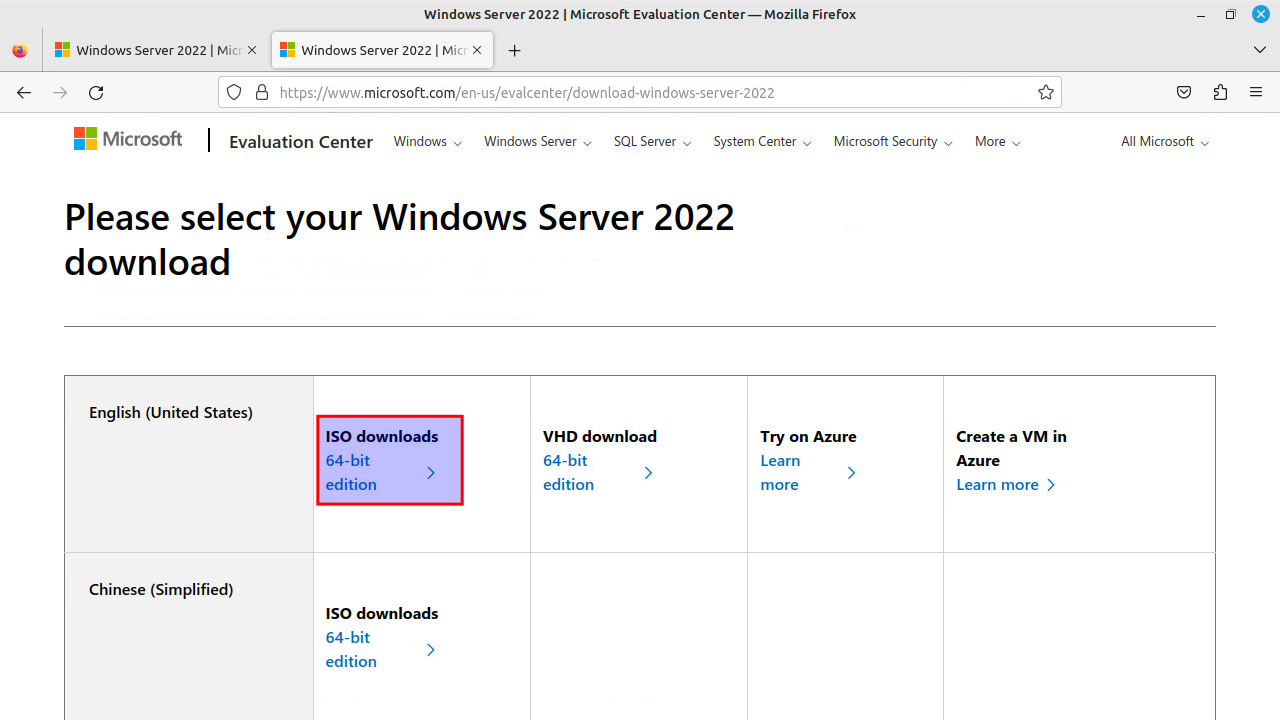 Windows Server 2022 | Microsoft Evaluation Center — Mozilla Firefox
Windows Server 2022 | Micr
Windows Server 2022 | Micr
https://www.microsoft.com/en-us/evalcenter/download-windows-server-2022
Microsoft
Evaluation Center
Windows
Windows Server
SQL Server
System Center
Microsoft Security
More
All Microsoft
Please select your Windows Server 2022
download
English (United States)
ISO downloads
64-bit
edition
VHD download
64-bit
edition
Try on Azure
Learn
more
Create a VM in
Azure
Learn more
Chinese (Simplified)
ISO downloads
64-bit
edition